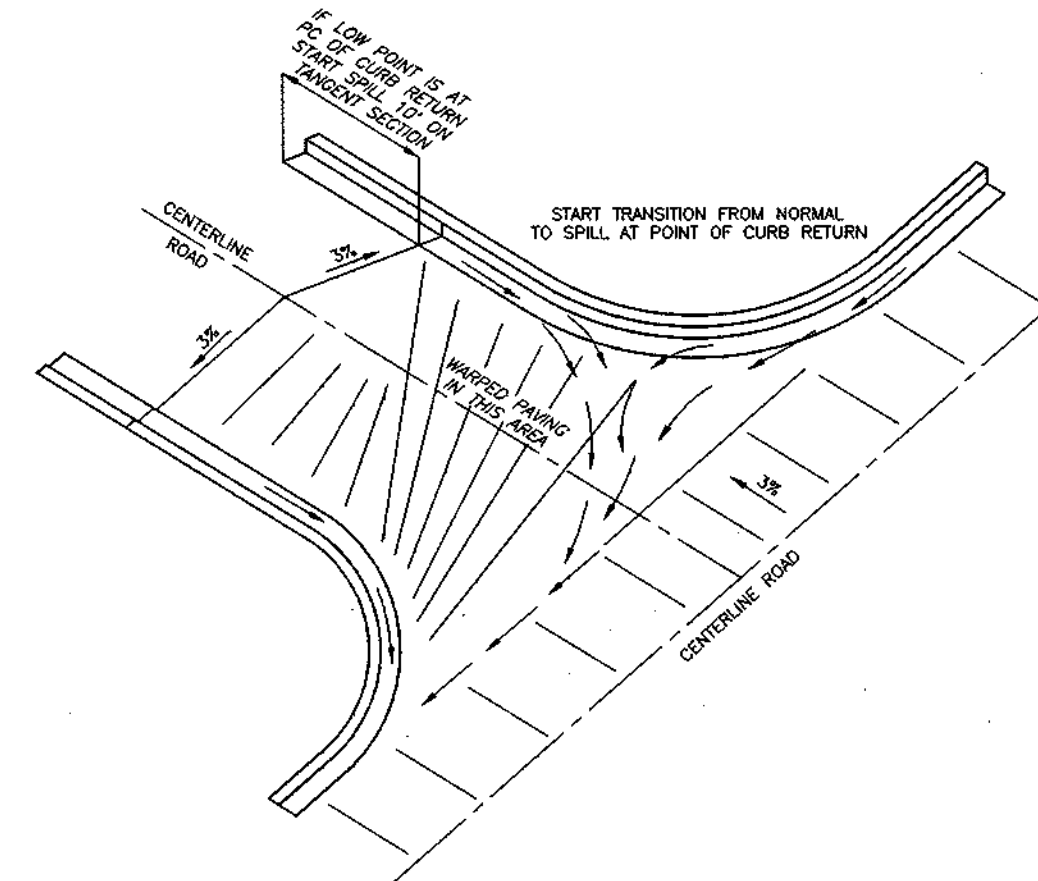 IF LOW POINT IS AT
PC OF CURB RETURN
START SPILL 10' ON
TANGENT SECTION
START TRANSITION FROM NORMAL
TO SPILL AT POINT OF CURB RETURN
CENTERLINE
ROAD
3%
3%
WARPED PAVING
IN THIS AREA
3%
CENTERLINE ROAD